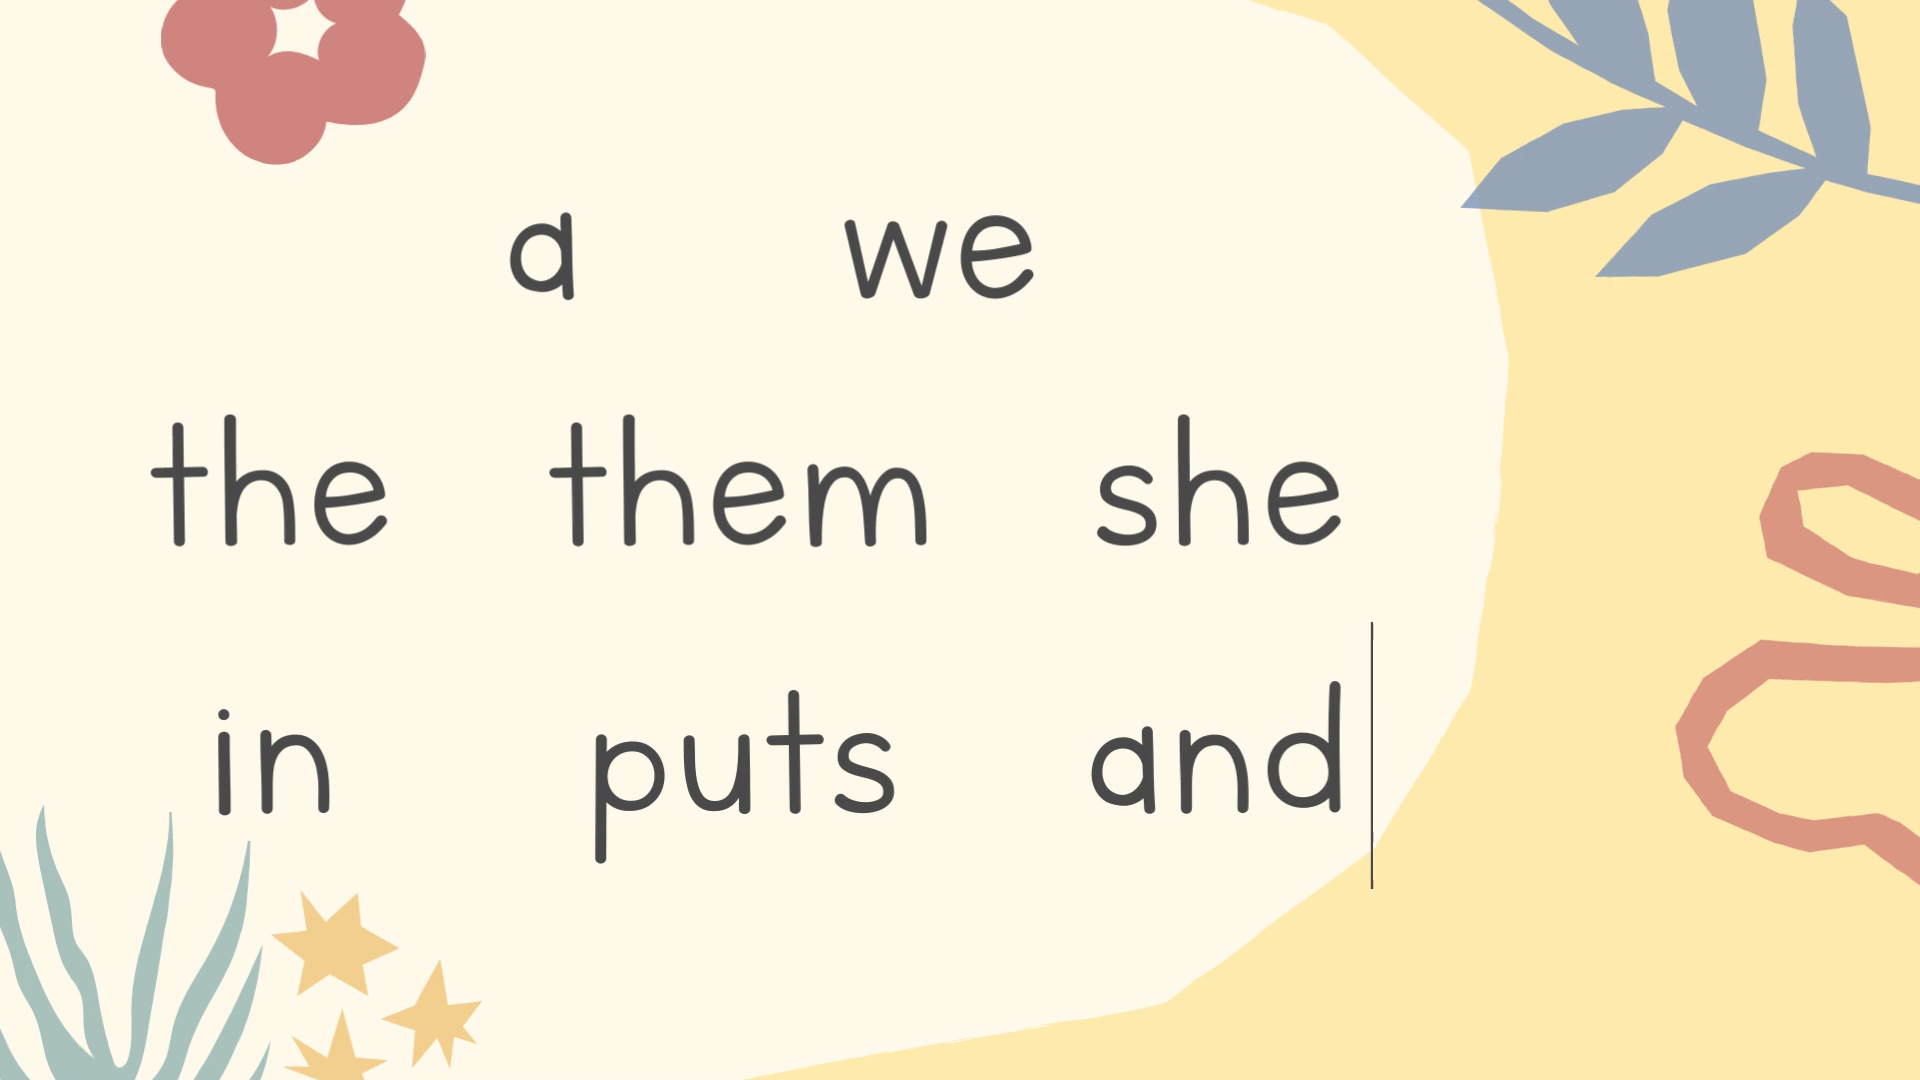 a we
the them she
in puts and